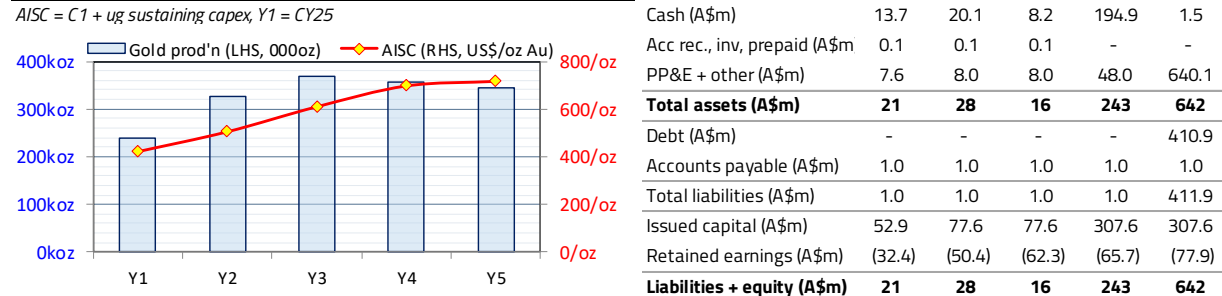 AISC = C1 + ug sustaining capex, Y1 = CY25
Gold prod'n (LHS, 000oz) AISC (RHS, US$/oz Au)
400koz 800/oz
300koz 600/oz
200koz 400/oz
100koz 200/oz
0koz 0/oz
Y1 Y2 Y3 Y4 Y5
Cash (A$m) 13.7 20.1 8.2 194.9 1.5
Acc rec., inv, prepaid (A$m 0.1 0.1 0.1 - -
PP&E + other (A$m) 7.6 8.0 8.0 48.0 640.1
Total assets (A$m) 21 28 16 243 642
Debt (A$m) - - - - 410.9
Accounts payable (A$m) 1.0 1.0 1.0 1.0 1.0
Total liabilities (A$m) 1.0 1.0 1.0 1.0 411.9
Issued capital (A$m) 52.9 77.6 77.6 307.6 307.6
Retained earnings (A$m) (32.4) (50.4) (62.3) (65.7) (77.9)
Liabilities + equity (A$m) 21 28 16 243 642